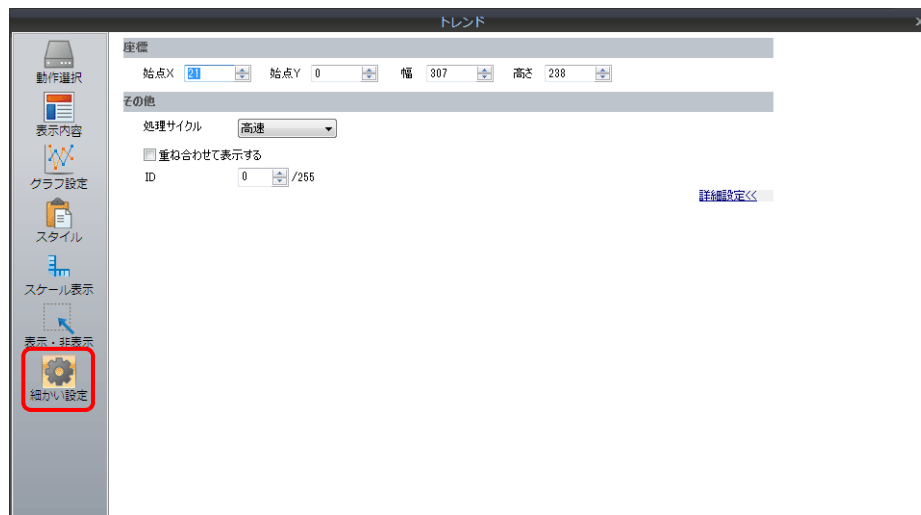 トレンド
動作選択
表示内容
グラフ設定
スタイル
スケール表示
表示・非表示
細かい設定
座標
始点X 21 始点Y 0 幅 307 高さ 238
その他
処理サイクル 高速
重ね合わせて表示する
ID 0 /255
詳細設定<<